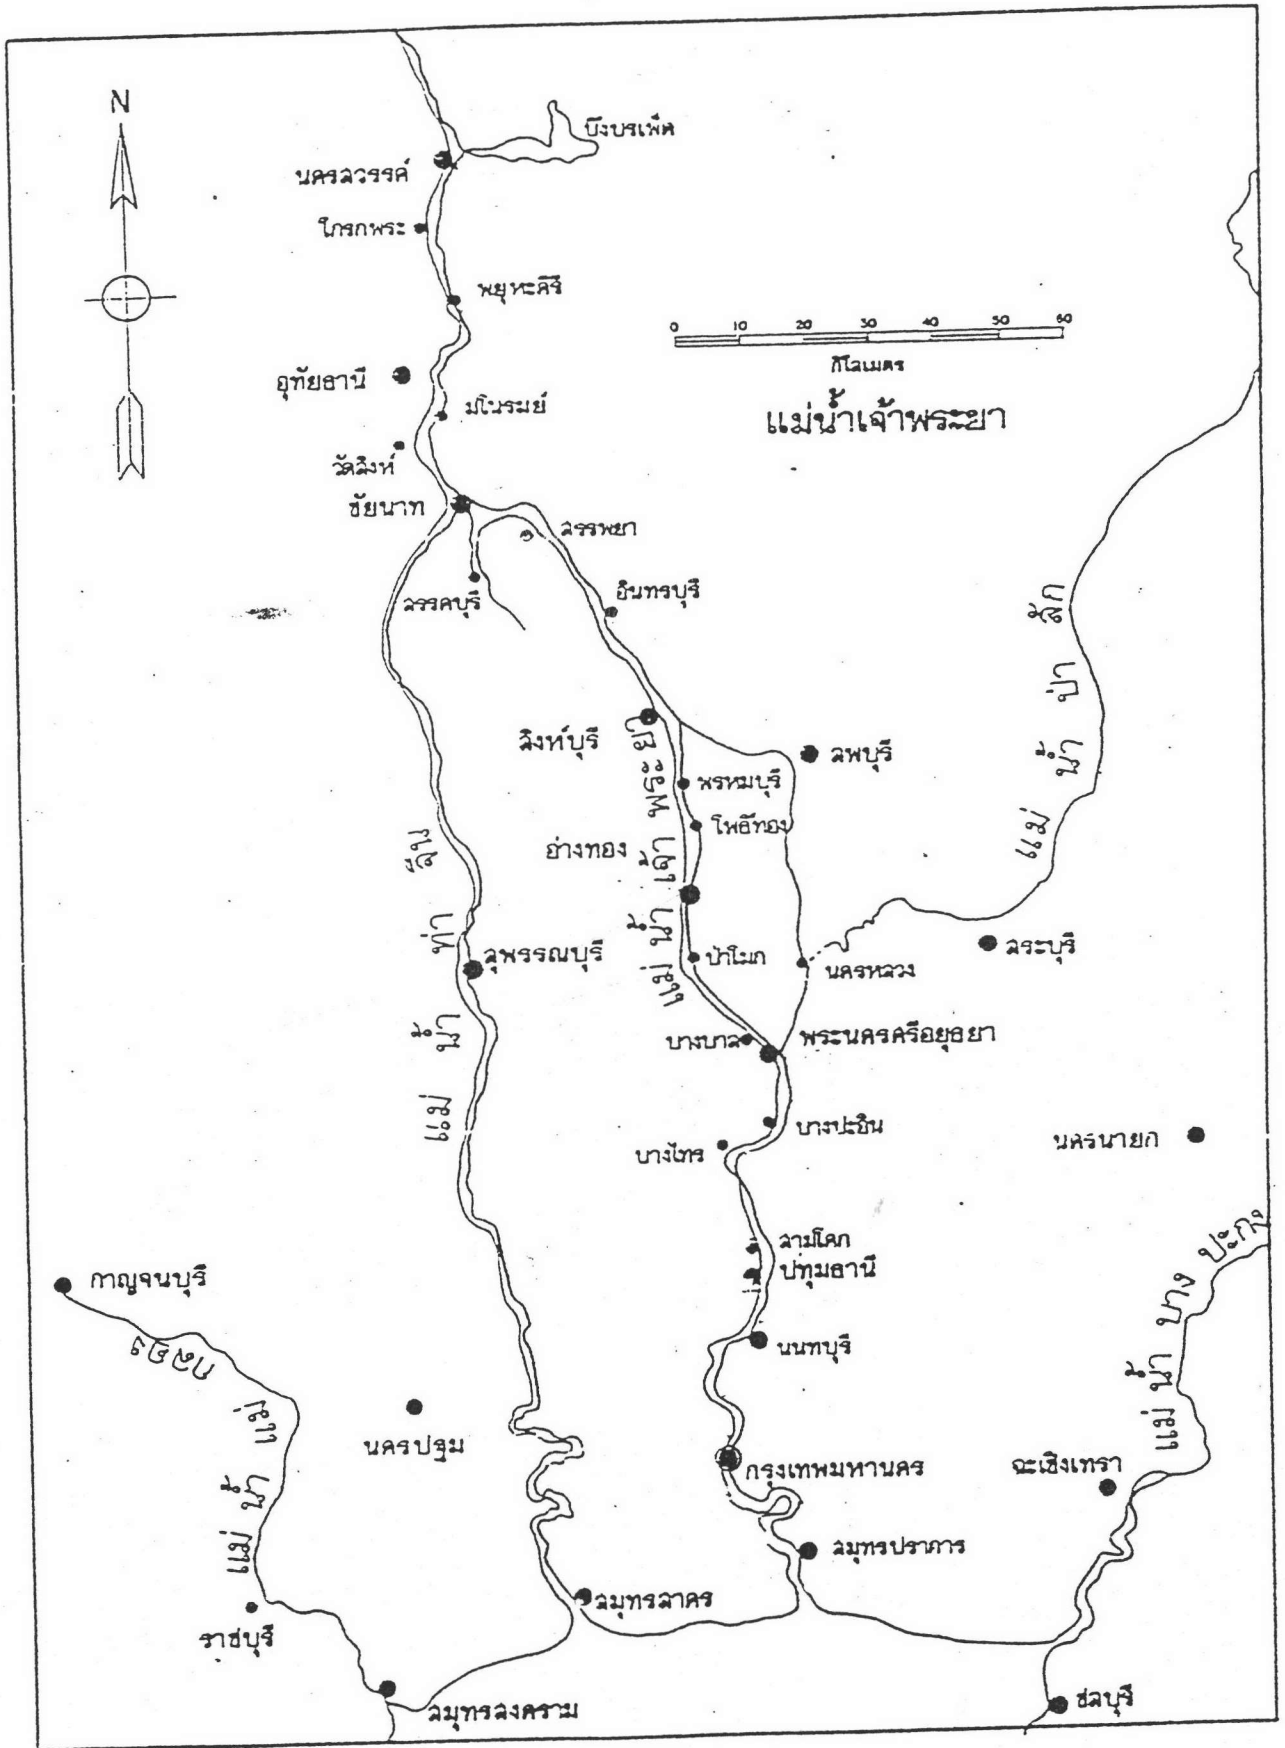 N
บึงบรเพ็ด
นครสวรรค์
โกรกพระ
พยุหะคีรี
0 10 20 30 40 50 60
กิโลเมตร
แม่น้ำเจ้าพระยา
อุทัยธานี
มโนรมย์
วัดสิงห์
ชัยนาท
สรรพยา
สรรคบุรี
อินทรบุรี
แม่น้ำป่าสัก
สิงห์บุรี
ลพบุรี
พรหมบุรี
โพธิ์ทอง
อ่างทอง
แม่น้ำเจ้าพระยา
แม่น้ำท่าจีน
สุพรรณบุรี
ป่าโมก
นครหลวง
สระบุรี
บางบาล
พระนครศรีอยุธยา
บางปะอิน
บางไทร
นครนายก
สามโคก
ปทุมธานี
แม่น้ำบางปะกง
กาญจนบุรี
นนทบุรี
แม่น้ำแม่กลอง
นครปฐม
กรุงเทพมหานคร
ฉะเชิงเทรา
สมุทรปราการ
สมุทรสาคร
ราชบุรี
สมุทรสงคราม
ชลบุรี